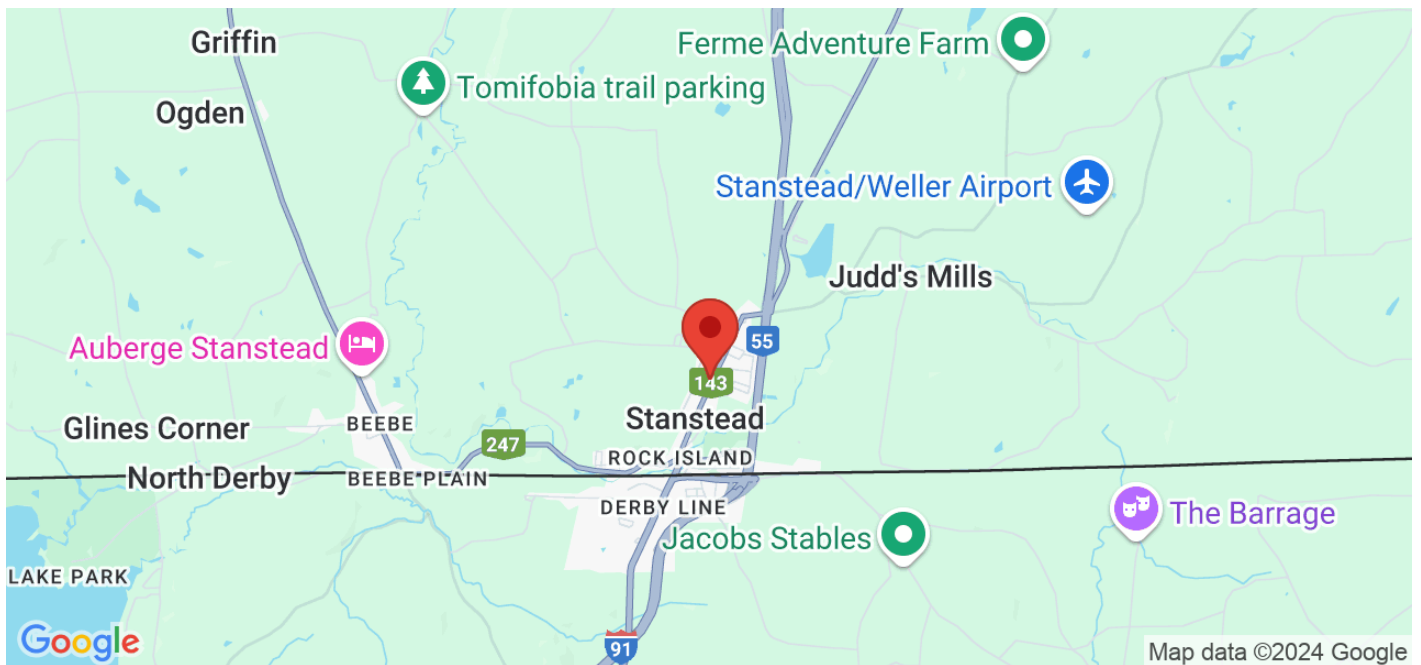 Griffin
Ferme Adventure Farm
Tomifobia trail parking
Ogden
Stanstead/Weller Airport
Judd's Mills
Auberge Stanstead
55
143
Stanstead
BEEBE
Glines Corner
247
ROCK ISLAND
North Derby
BEEBE PLAIN
DERBY LINE
The Barrage
Jacobs Stables
LAKE PARK
Google
91
Map data ©2024 Google